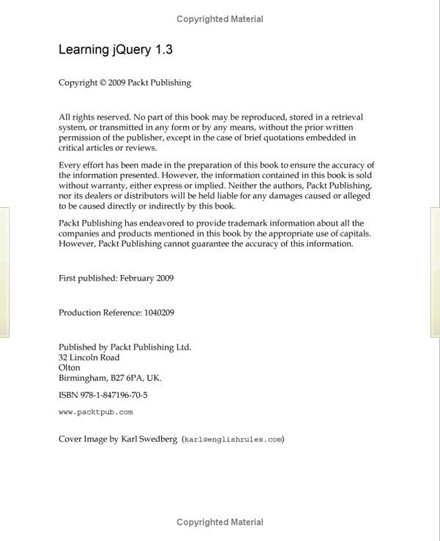 Copyrighted Material
Learning jQuery 1.3
Copyright © 2009 Packt Publishing
All rights reserved. No part of this book may be reproduced, stored in a retrieval
system, or transmitted in any form or by any means, without the prior written
permission of the publisher, except in the case of brief quotations embedded in
critical articles or reviews.
Every effort has been made in the preparation of this book to ensure the accuracy of
the information presented. However, the information contained in this book is sold
without warranty, either express or implied. Neither the authors, Packt Publishing,
nor its dealers or distributors will be held liable for any damages caused or alleged
to be caused directly or indirectly by this book.
Packt Publishing has endeavored to provide trademark information about all the
companies and products mentioned in this book by the appropriate use of capitals.
However, Packt Publishing cannot guarantee the accuracy of this information.
First published: February 2009
Production Reference: 1040209
Published by Packt Publishing Ltd.
32 Lincoln Road
Olton
Birmingham, B27 6PA, UK.
ISBN 978-1-847196-70-5
www.packtpub.com
Cover Image by Karl Swedberg (karl@englishrules.com)
Copyrighted Material